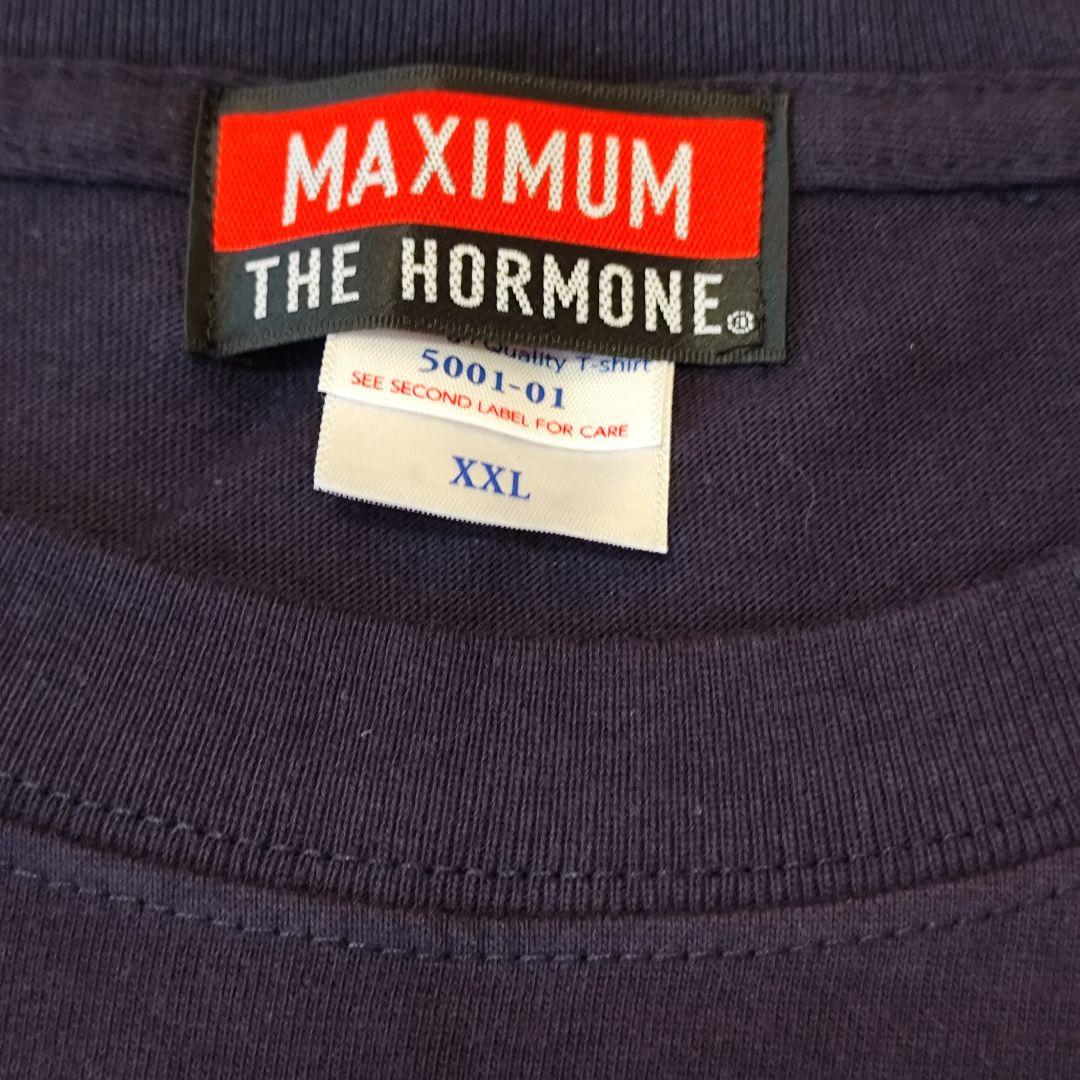 MAXIMUM
THE HORMONE®
Quality T-shirt
5001-01
SEE SECOND LABEL FOR CARE
XXL